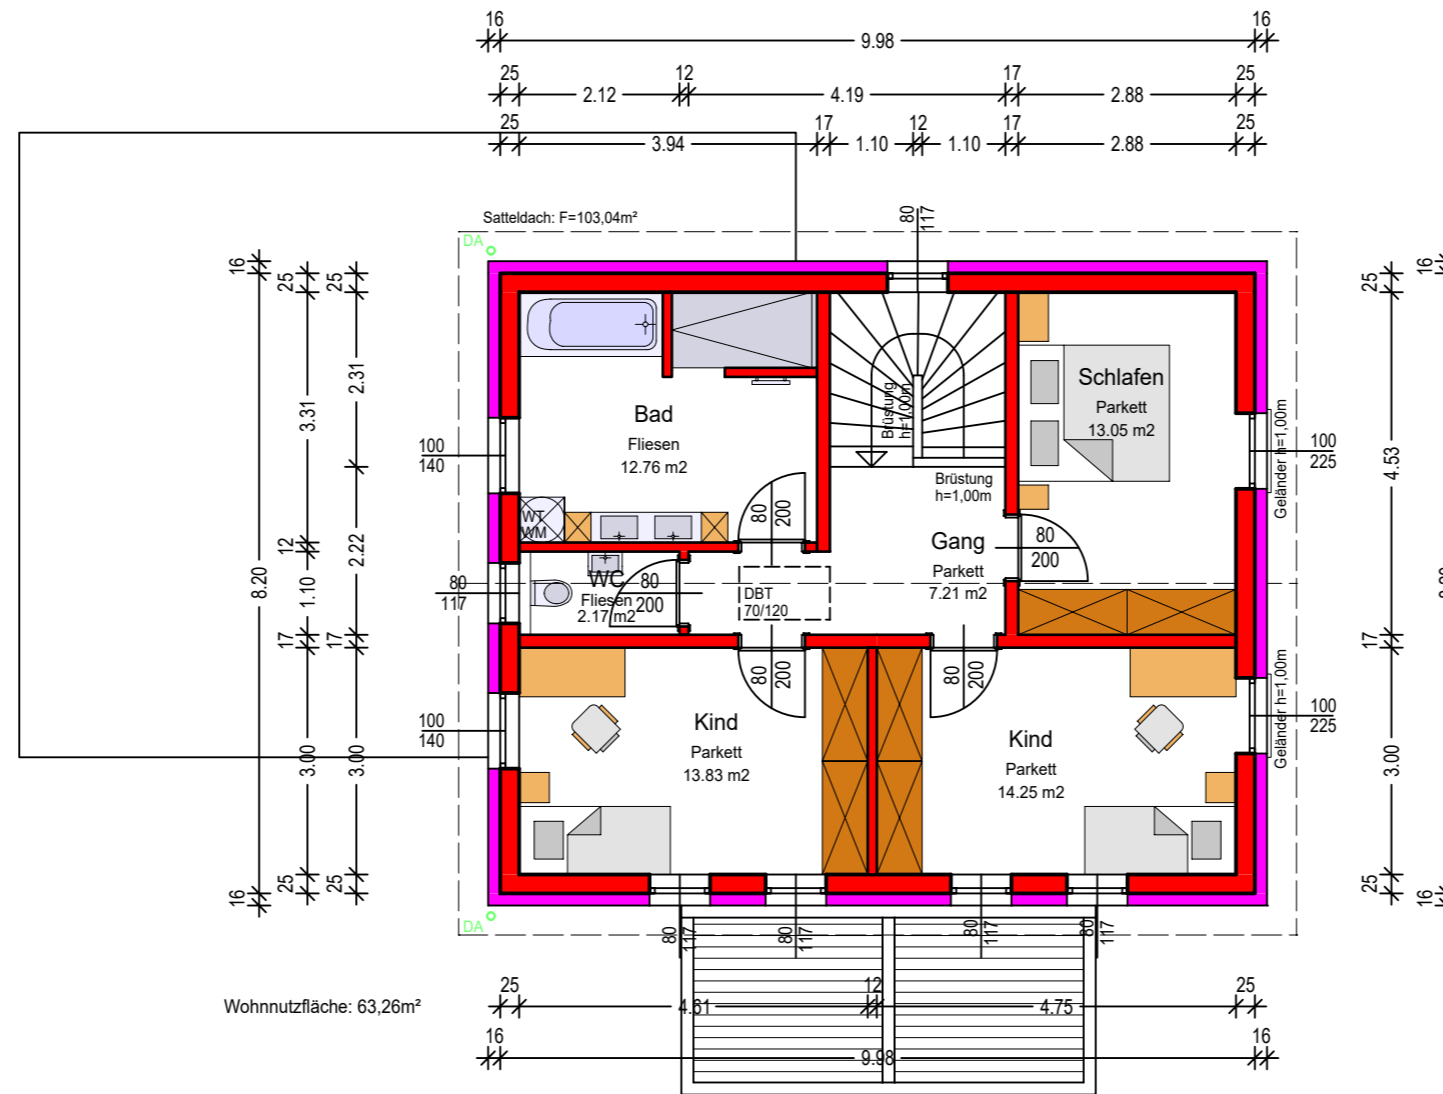 16
9.98
16
25
2.12
12
4.19
17
2.88
25
25
3.94
17
1.10
12
1.10
17
2.88
25
Satteldach: F=103,04m²
80
117
DA
16
8.20
16
25
3.31
12
1.10
17
3.00
25
25
2.31
2.22
17
3.00
25
25
4.53
17
3.00
25
16
16
Bad
Fliesen
12.76 m2
Brüstung
h=1,00m
Schlafen
Parkett
13.05 m2
Geländer h=1,00m
100
140
100
225
WT
WM
80
200
Brüstung
h=1,00m
Gang
Parkett
7.21 m2
80
200
80
117
WC
Fliesen
2.17 m2
80
200
DBT
70/120
80
200
80
200
Kind
Parkett
13.83 m2
Kind
Parkett
14.25 m2
Geländer h=1,00m
100
140
100
225
DA
80
117
80
117
80
117
80
117
Wohnnutzfläche: 63,26m²
25
4.61
12
4.75
25
16
9.98
16